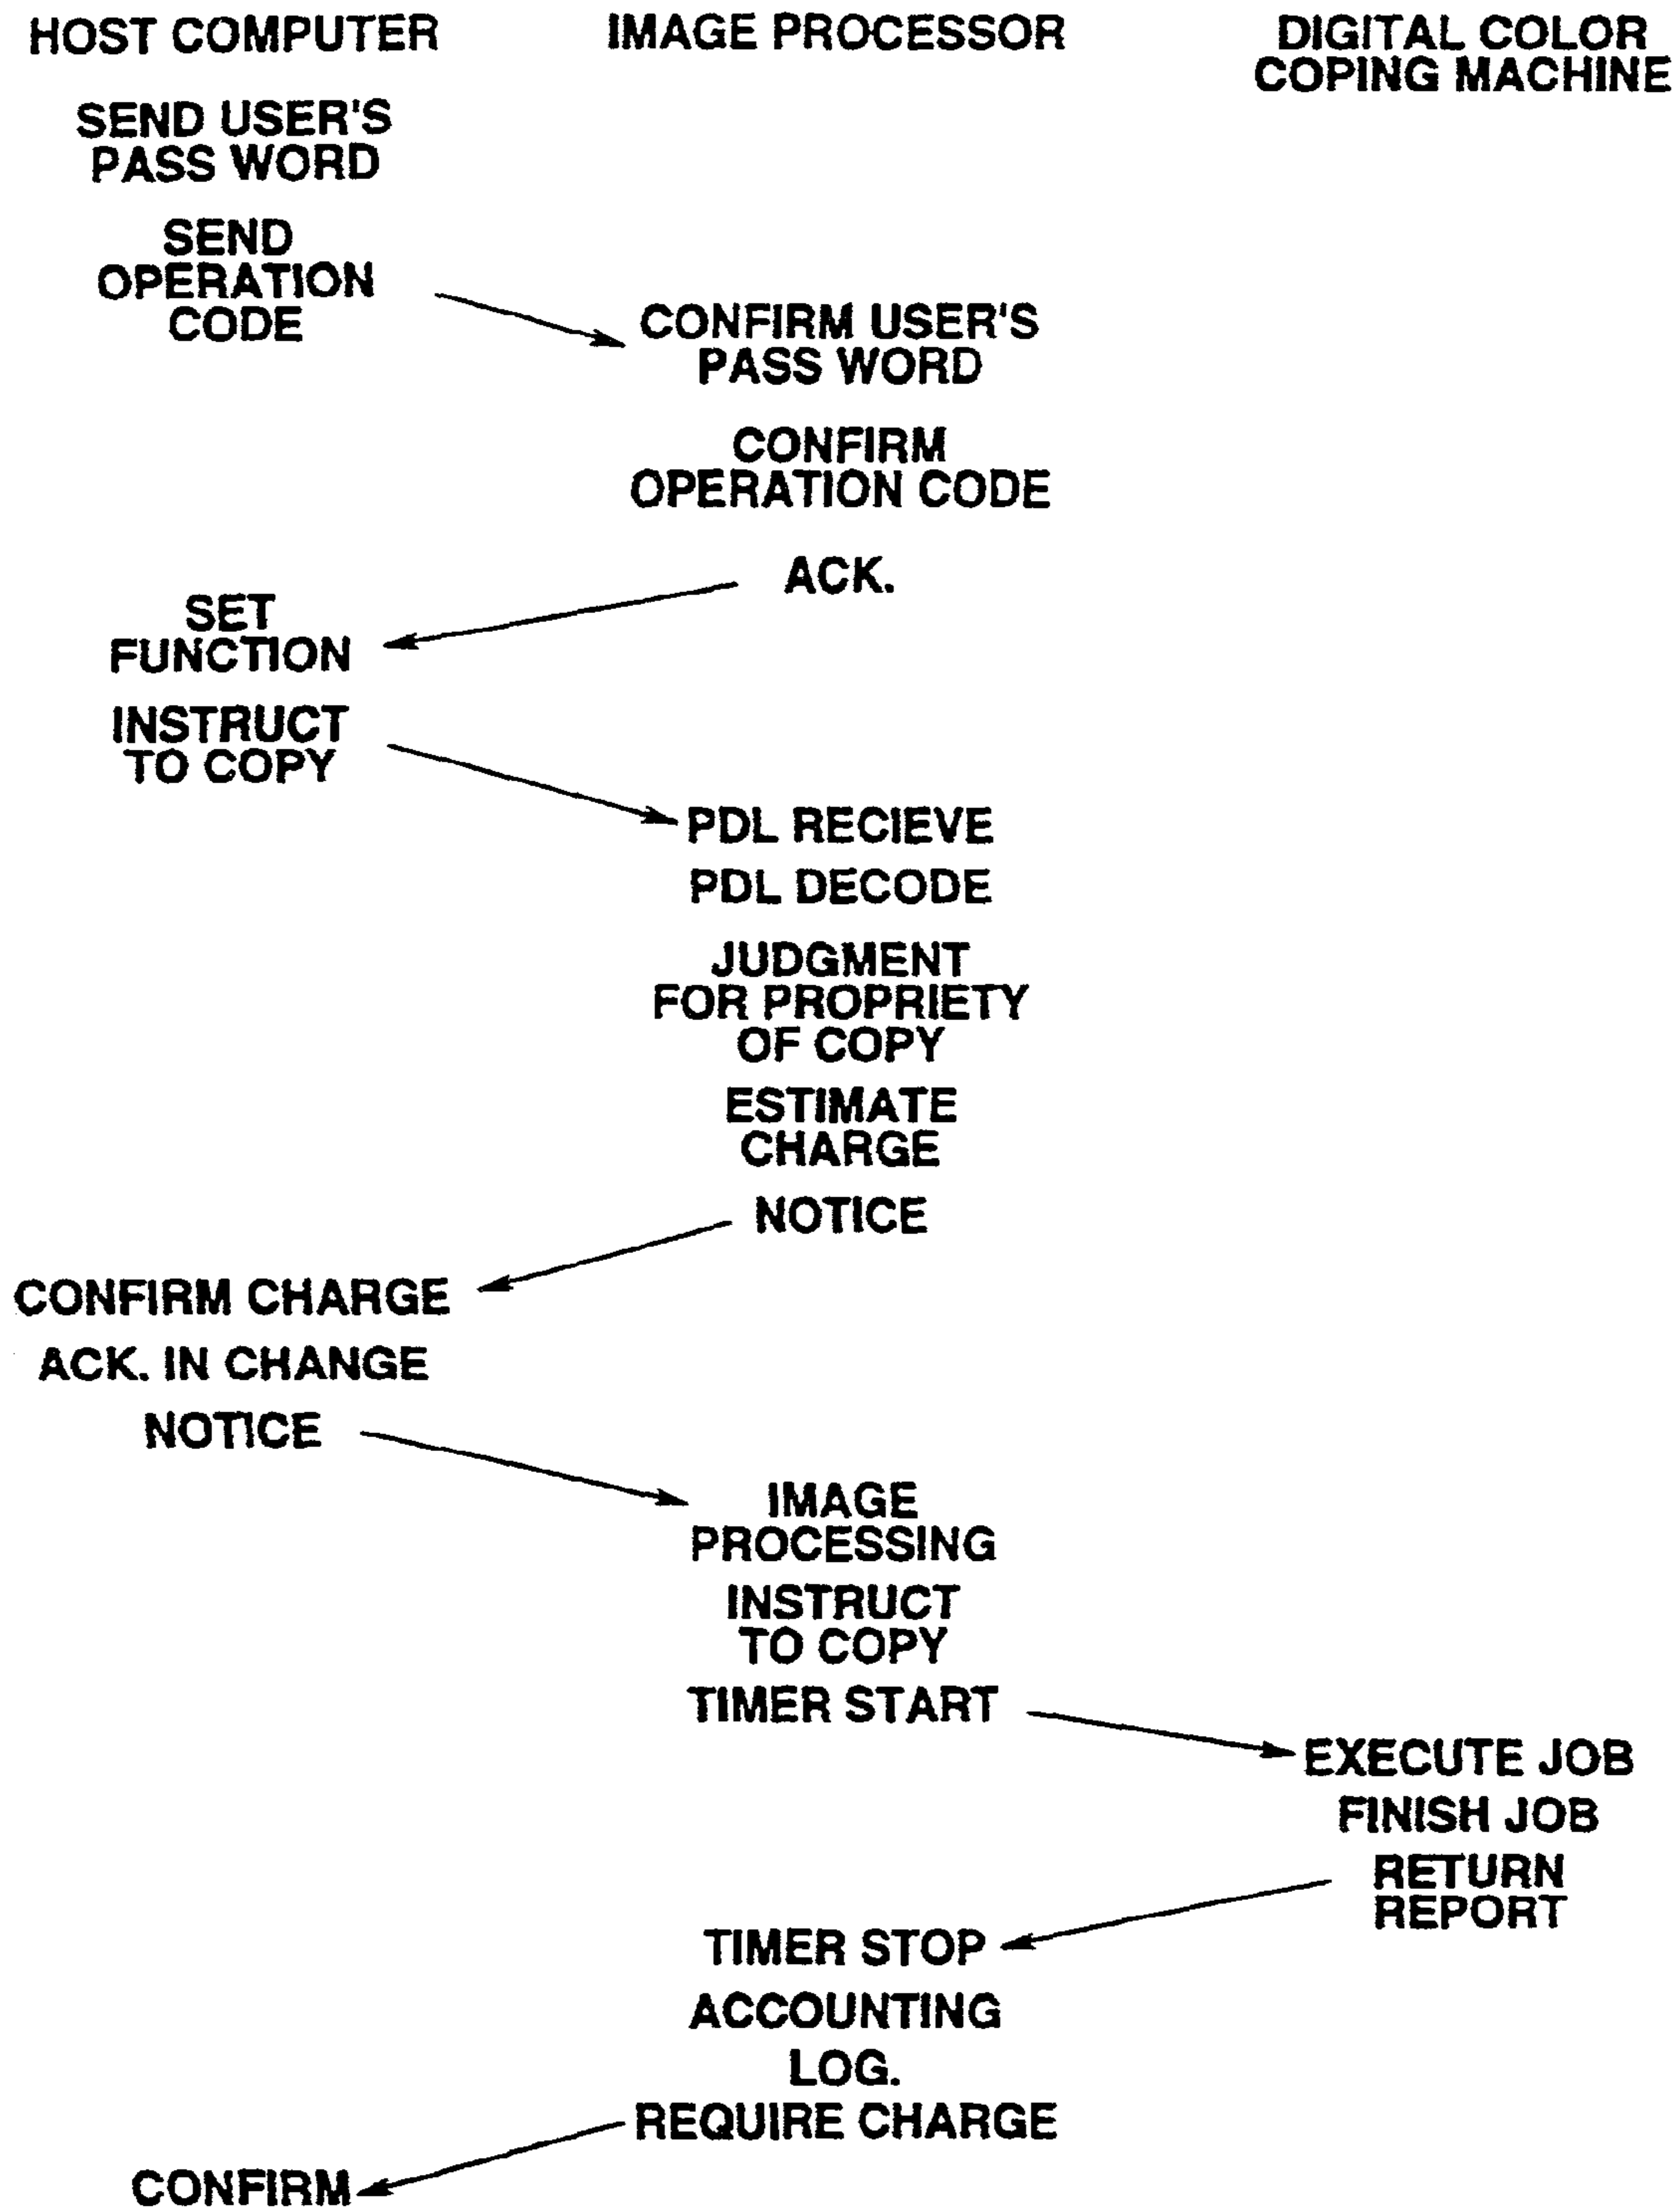 HOST COMPUTER
IMAGE PROCESSOR
DIGITAL COLOR
COPING MACHINE
SEND USER'S
PASS WORD
SEND
OPERATION
CODE
CONFIRM USER'S
PASS WORD
CONFIRM
OPERATION CODE
ACK.
SET
FUNCTION
INSTRUCT
TO COPY
PDL RECIEVE
PDL DECODE
JUDGMENT
FOR PROPRIETY
OF COPY
ESTIMATE
CHARGE
NOTICE
CONFIRM CHARGE
ACK. IN CHANGE
NOTICE
IMAGE
PROCESSING
INSTRUCT
TO COPY
TIMER START
EXECUTE JOB
FINISH JOB
RETURN
REPORT
TIMER STOP
ACCOUNTING
LOG.
REQUIRE CHARGE
CONFIRM